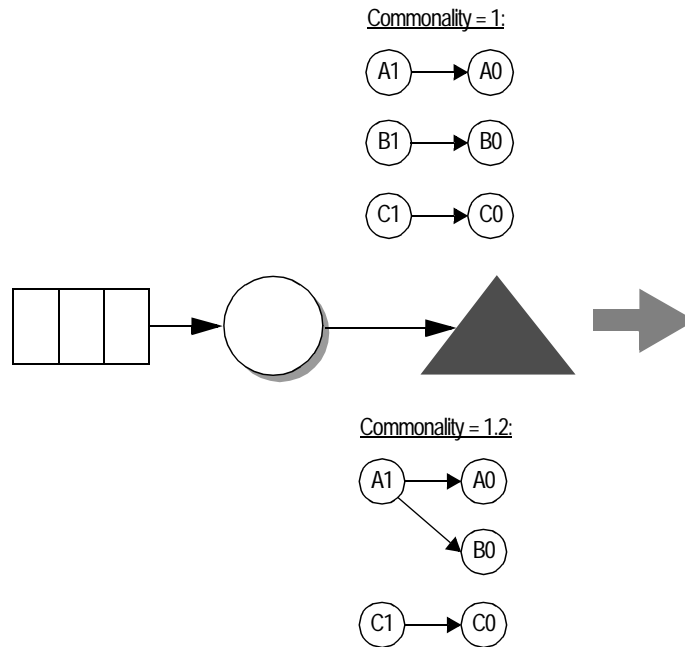 Commonality = 1:
A1 A0
B1 B0
C1 C0
Commonality = 1.2:
A1 A0
B0
C1 C0